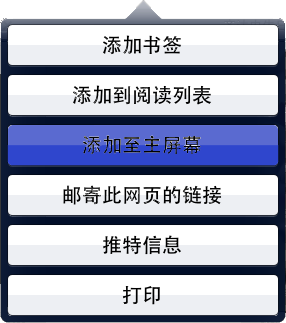 添加书签
添加到阅读列表
添加至主屏幕
邮寄此网页的链接
推特信息
打印